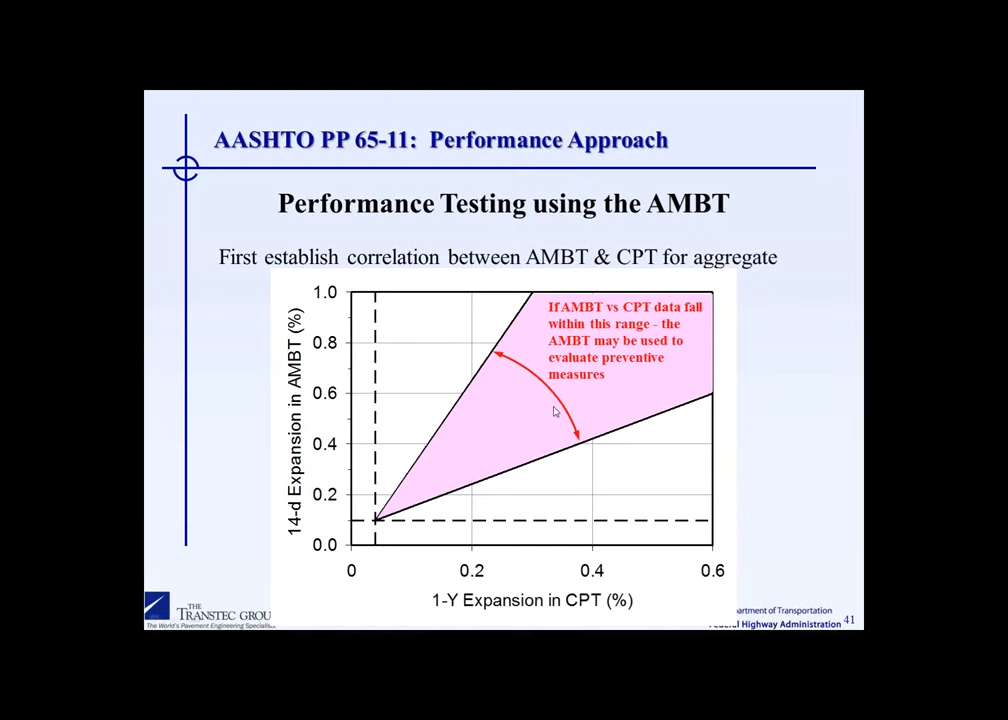 AASHTO PP 65-11: Performance Approach
Performance Testing using the AMBT
First establish correlation between AMBT & CPT for aggregate
1.0
0.8
0.6
0.4
0.2
0.0
14-d Expansion in AMBT (%)
If AMBT vs CPT data fall
within this range - the
AMBT may be used to
evaluate preventive
measures
0
0.2
0.4
0.6
1-Y Expansion in CPT (%)
THE
TRANSTEC GROU
The World's Pavement Engineering Specialis
artment of Transportation
Federal Highway Administration
41